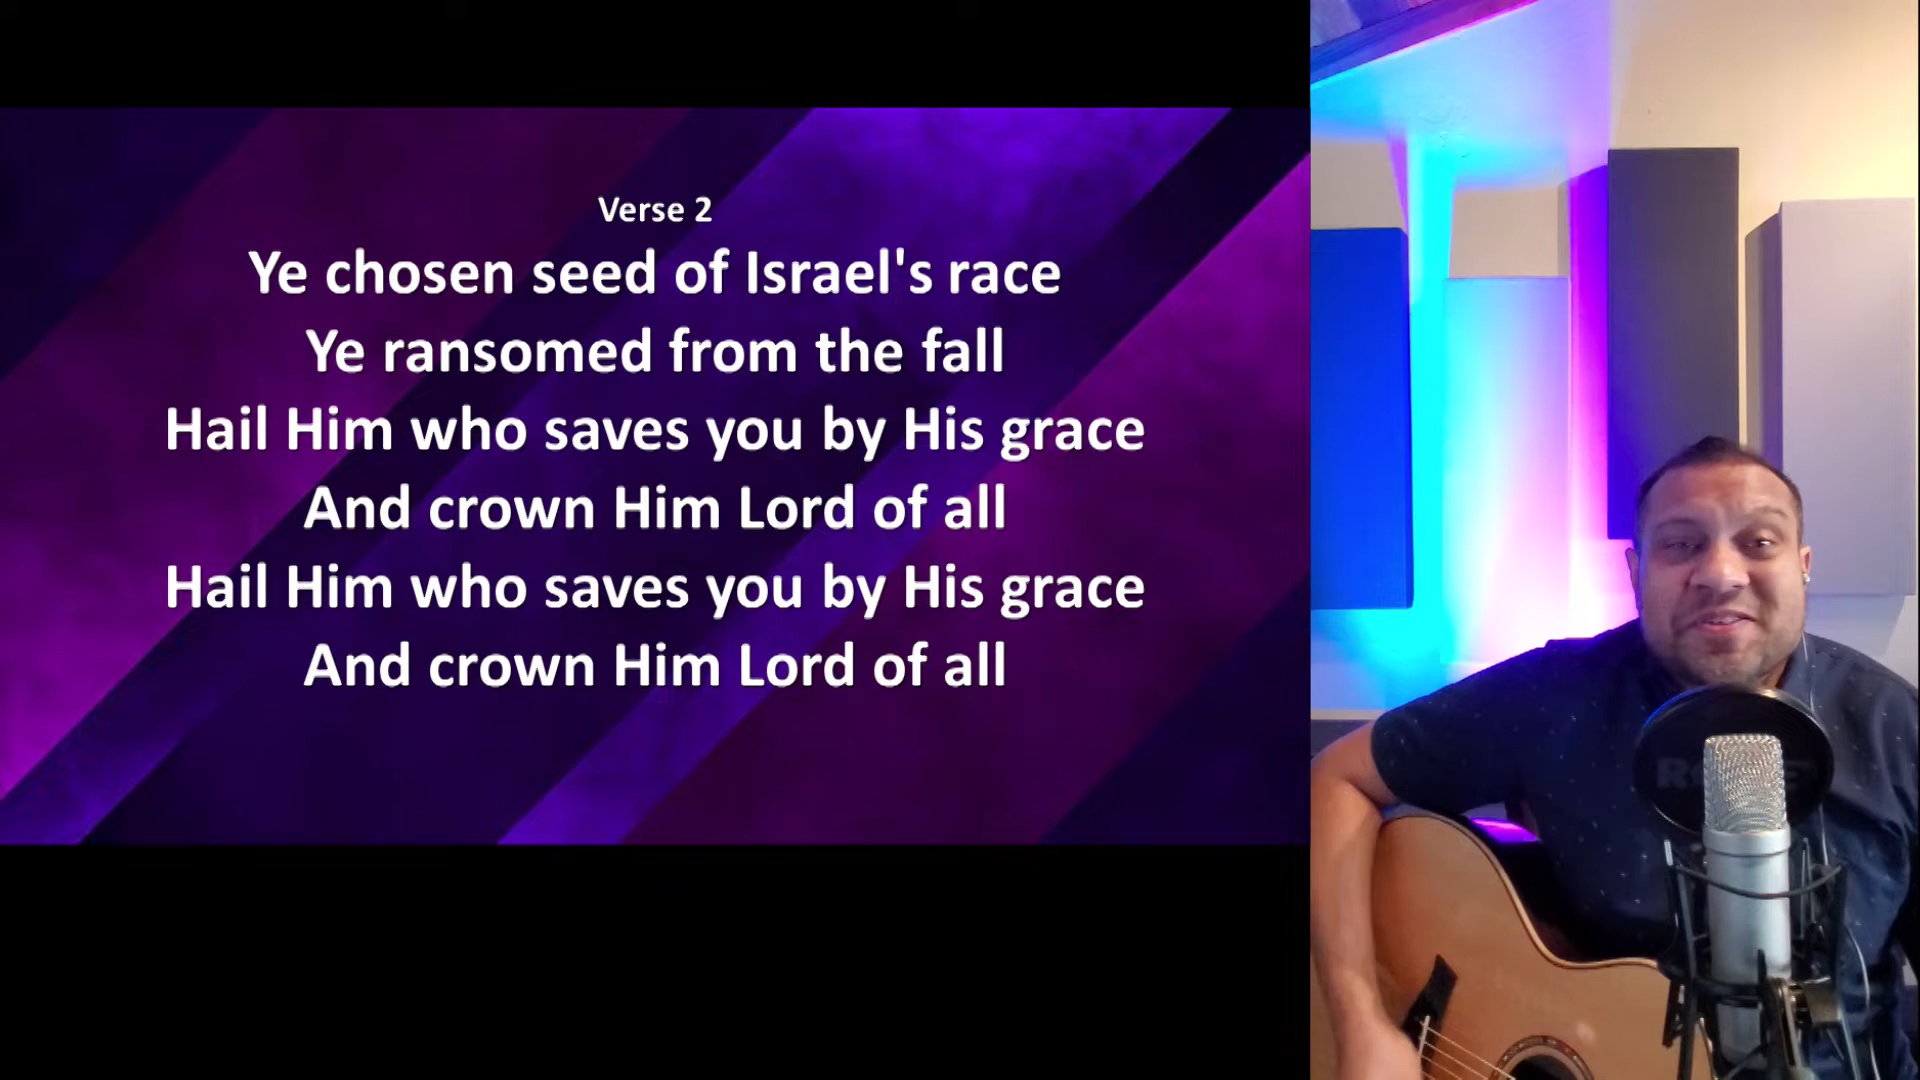 Verse 2
Ye chosen seed of Israel's race
Ye ransomed from the fall
Hail Him who saves you by His grace
And crown Him Lord of all
Hail Him who saves you by His grace
And crown Him Lord of all